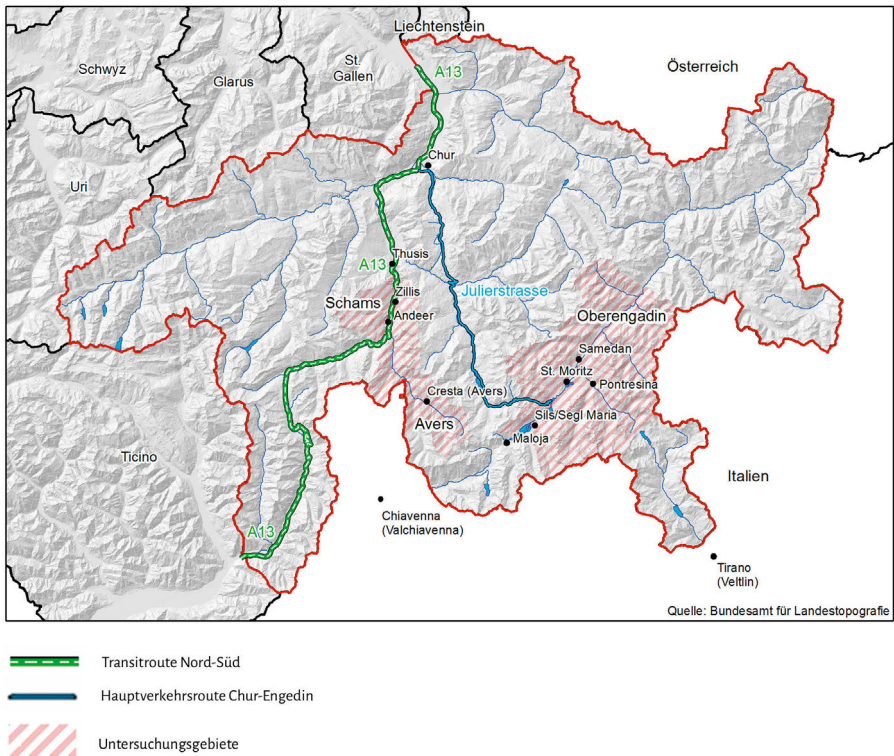 Liechtenstein
Schwyz
St.
Gallen
Glarus
A13
Österreich
Chur
Uri
Thusis
A13
Zillis
Schams
Andeer
Julierstrasse
Oberengadin
Samedan
St. Moritz
Pontresina
Cresta (Avers)
Avers
Sils/Segl Maria
Maloja
Ticino
Italien
Chiavenna
(Valchiavenna)
A13
Tirano
(Veltlin)
Quelle: Bundesamt für Landestopografie
Transitroute Nord-Süd
Hauptverkehrsroute Chur-Engedin
Untersuchungsgebiete